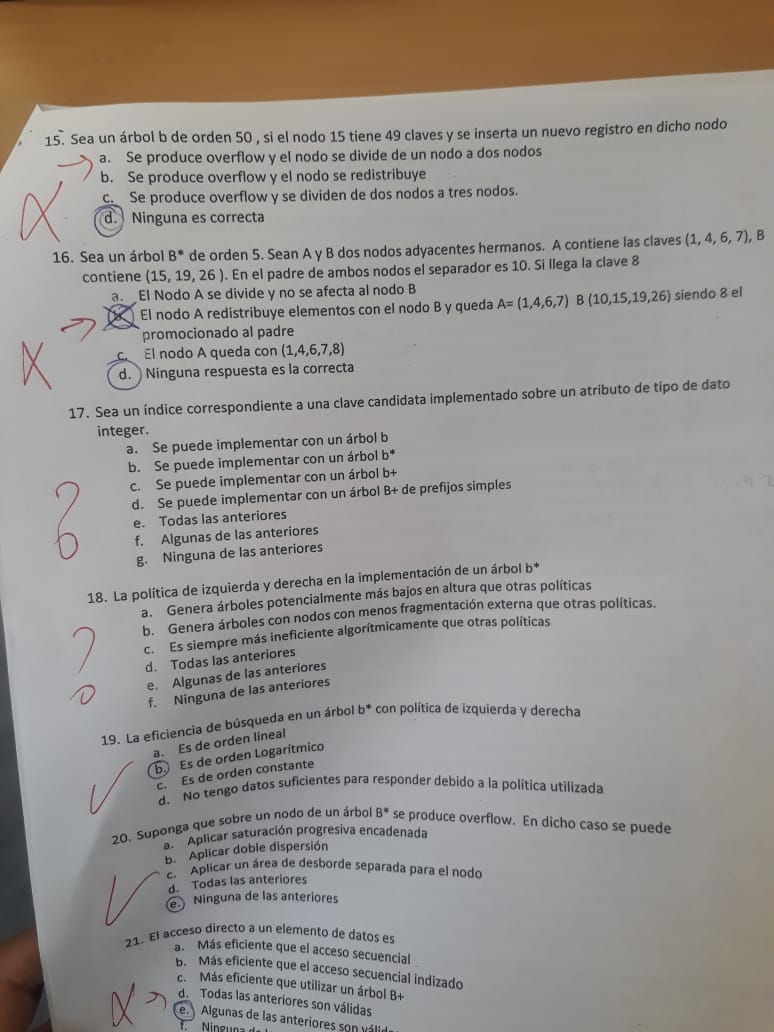 15. Sea un árbol b de orden 50 , si el nodo 15 tiene 49 claves y se inserta un nuevo registro en dicho nodo
a. Se produce overflow y el nodo se divide de un nodo a dos nodos
b. Se produce overflow y el nodo se redistribuye
c. Se produce overflow y se dividen de dos nodos a tres nodos.
d. Ninguna es correcta
16. Sea un árbol B* de orden 5. Sean A y B dos nodos adyacentes hermanos. A contiene las claves (1, 4, 6, 7), B
contiene (15, 19, 26 ). En el padre de ambos nodos el separador es 10. Si llega la clave 8
a. El Nodo A se divide y no se afecta al nodo B
El nodo A redistribuye elementos con el nodo B y queda A= (1,4,6,7) B (10,15,19,26) siendo 8 el
promocionado al padre
c. El nodo A queda con (1,4,6,7,8)
d. Ninguna respuesta es la correcta
17. Sea un índice correspondiente a una clave candidata implementado sobre un atributo de tipo de dato
integer.
a. Se puede implementar con un árbol b
b. Se puede implementar con un árbol b*
c. Se puede implementar con un árbol b+
d. Se puede implementar con un árbol B+ de prefijos simples
e. Todas las anteriores
f. Algunas de las anteriores
g. Ninguna de las anteriores
18. La política de izquierda y derecha en la implementación de un árbol b*
a. Genera árboles potencialmente más bajos en altura que otras políticas
b. Genera árboles con nodos con menos fragmentación externa que otras políticas.
c. Es siempre más ineficiente algorítmicamente que otras políticas
d. Todas las anteriores
e. Algunas de las anteriores
f. Ninguna de las anteriores
19. La eficiencia de búsqueda en un árbol b* con política de izquierda y derecha
a. Es de orden lineal
b. Es de orden Logarítmico
c. Es de orden constante
d. No tengo datos suficientes para responder debido a la política utilizada
20. Suponga que sobre un nodo de un árbol B* se produce overflow. En dicho caso se puede
a. Aplicar saturación progresiva encadenada
b. Aplicar doble dispersión
c. Aplicar un área de desborde separada para el nodo
d. Todas las anteriores
e. Ninguna de las anteriores
21. El acceso directo a un elemento de datos es
a. Más eficiente que el acceso secuencial
b. Más eficiente que el acceso secuencial indizado
c. Más eficiente que utilizar un árbol B+
d. Todas las anteriores son válidas
e. Algunas de las anteriores son
f.